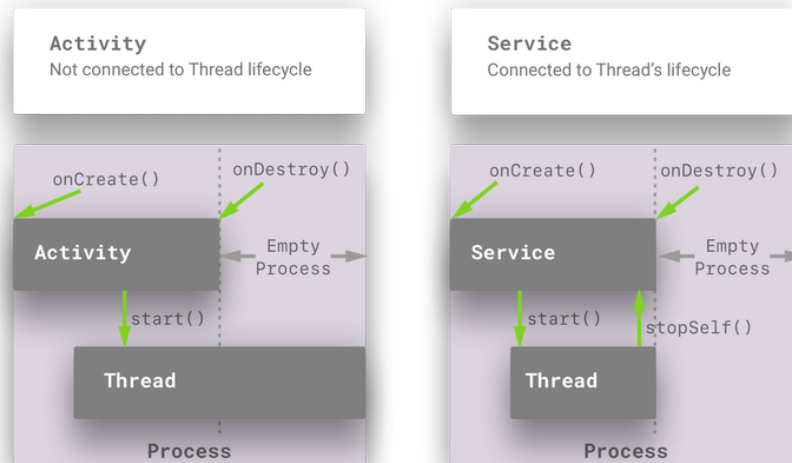 Activity
Not connected to Thread lifecycle
onCreate()
onDestroy()
Activity
Empty
Process
start()
Thread
Process
Service
Connected to Thread's lifecycle
onCreate()
onDestroy()
Service
Empty
Process
start()
stopSelf()
Thread
Process